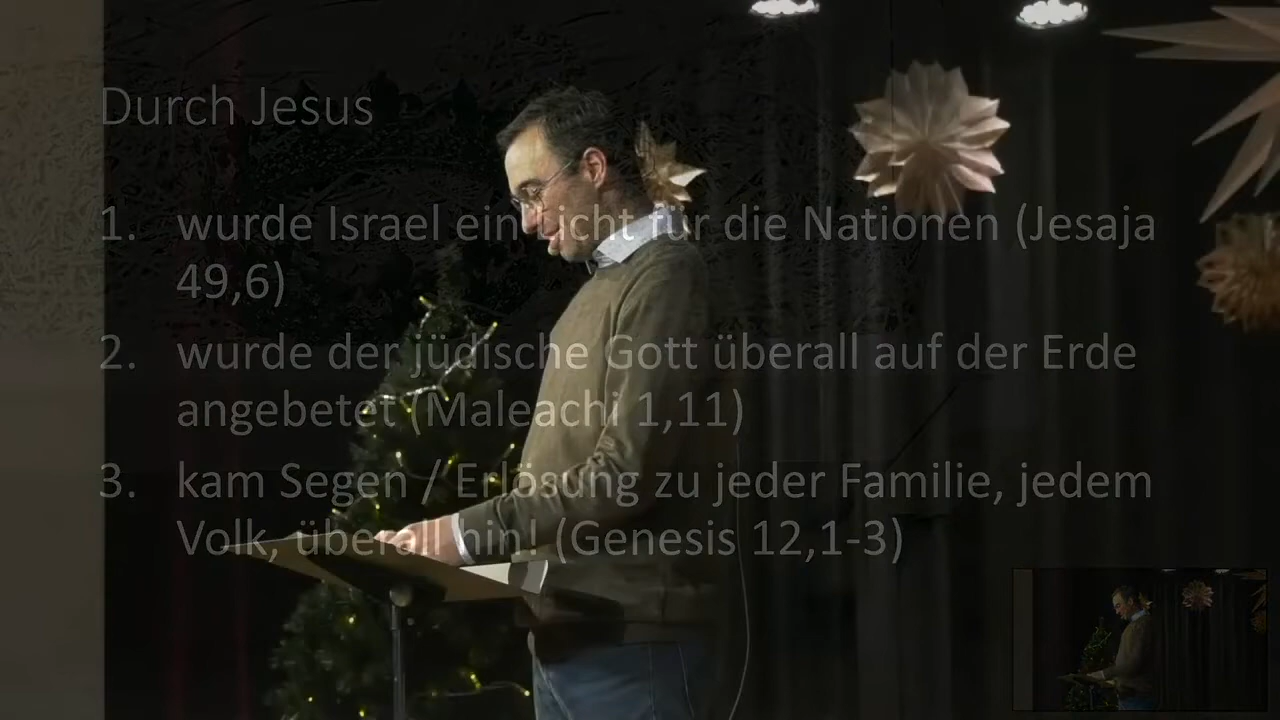 Durch Jesus
1. wurde Israel ein Licht für die Nationen (Jesaja
49,6)
2. wurde der jüdische Gott überall auf der Erde
angebetet (Maleachi 1,11)
3. kam Segen / Erlösung zu jeder Familie, jedem
Volk, überallhin! (Genesis 12,1-3)